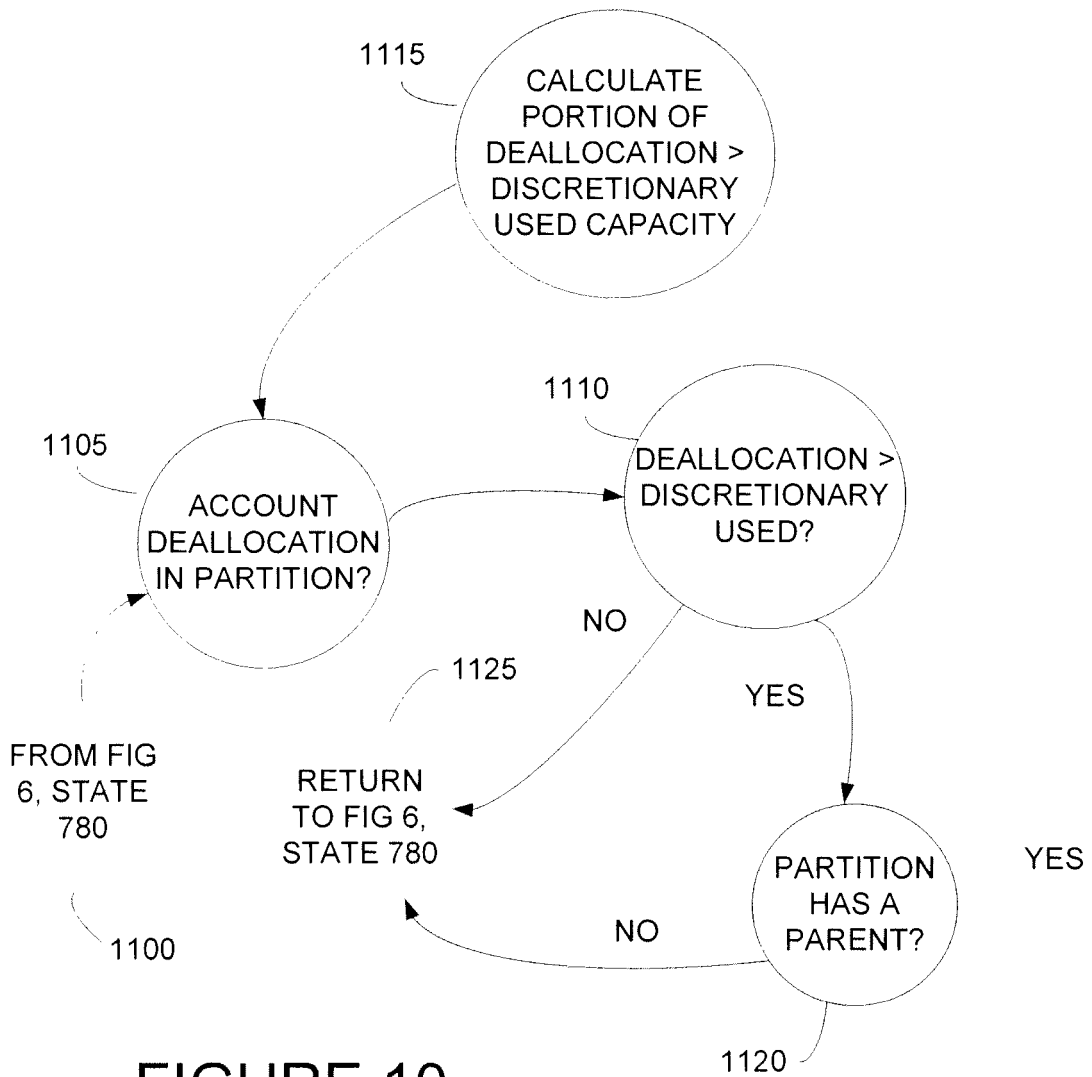 1115
CALCULATE
PORTION OF
DEALLOCATION >
DISCRETIONARY
USED CAPACITY
1110
DEALLOCATION >
DISCRETIONARY
USED?
1105
ACCOUNT
DEALLOCATION
IN PARTITION?
NO
1125
YES
FROM FIG
6, STATE
780
RETURN
TO FIG 6,
STATE 780
PARTITION
HAS A
PARENT?
YES
NO
1100
1120
FIGURE 10